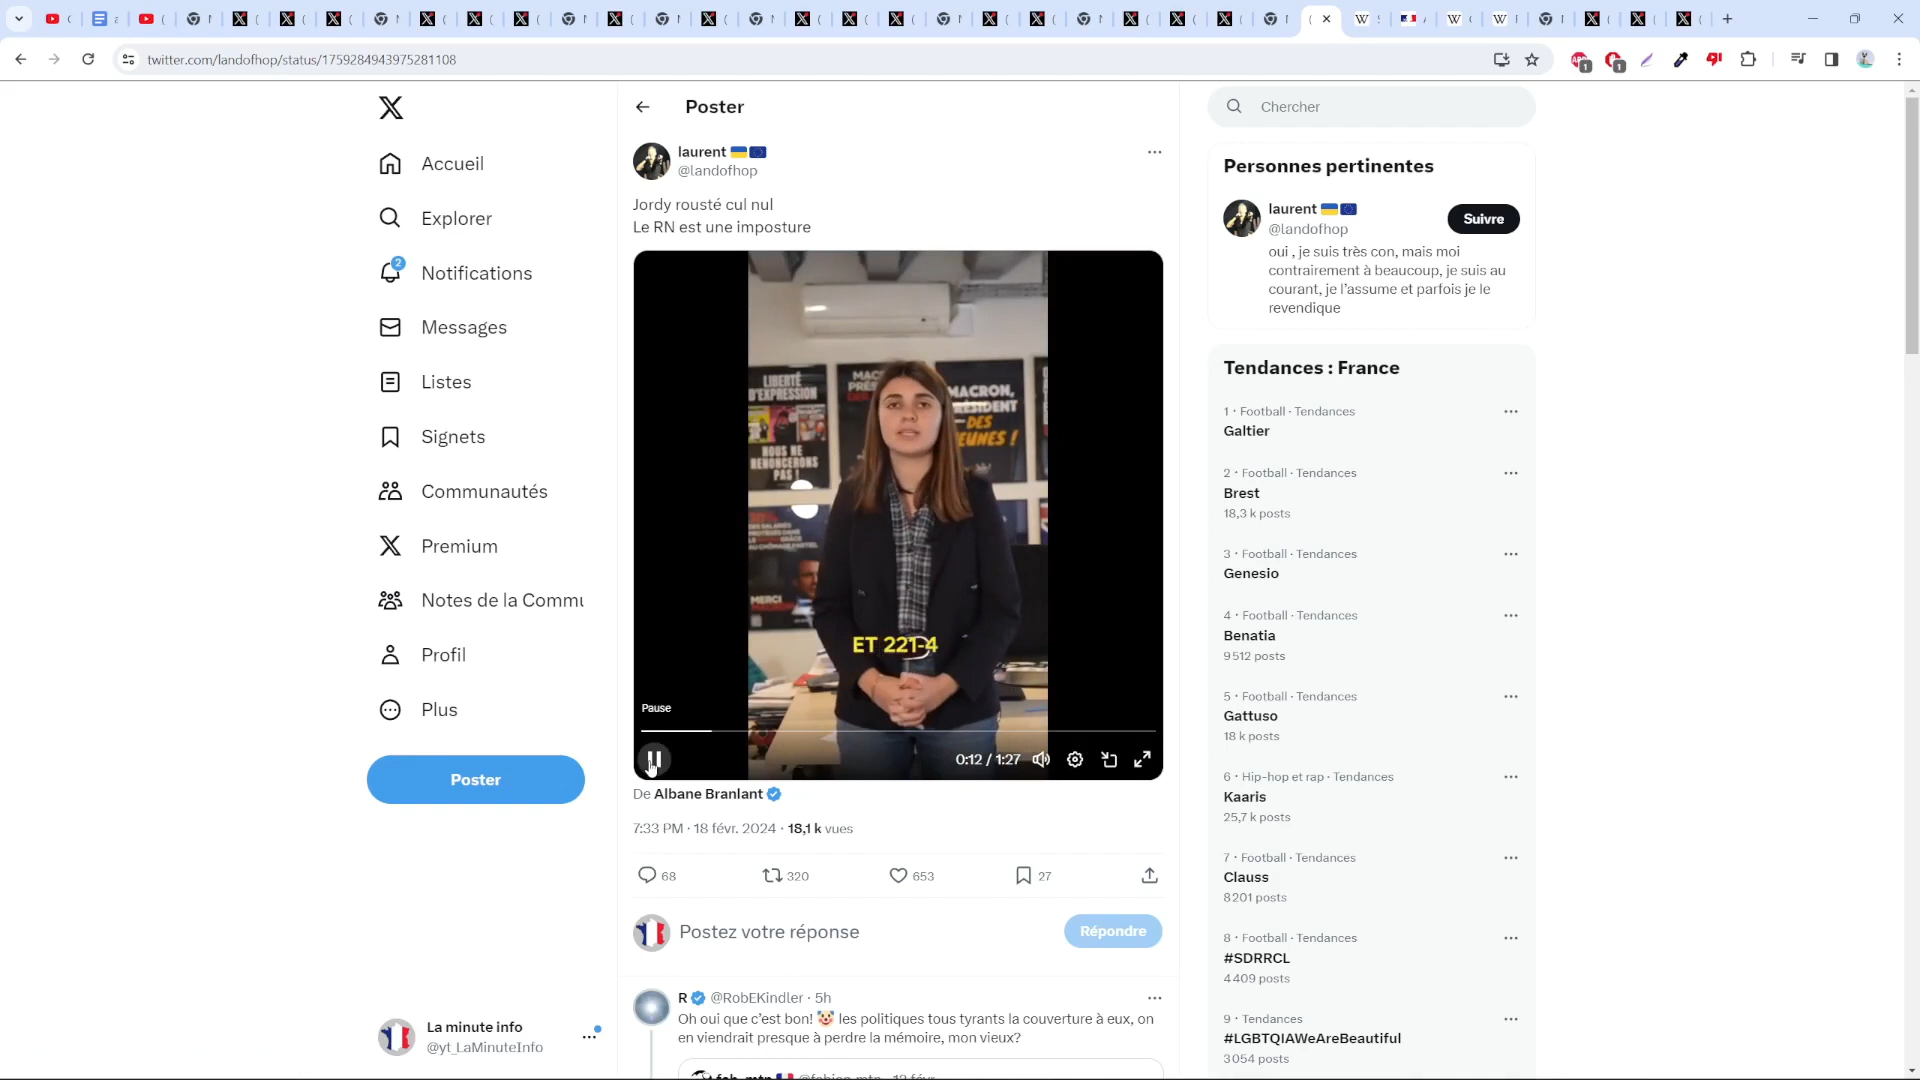 twitter.com/landofhop/status/1759284943975281108
Accueil
Explorer
2
Notifications
Messages
Listes
Signets
Communautés
Premium
Notes de la Commu
Profil
Plus
Poster
La minute info
@yt_LaMinuteInfo
Poster
laurent
@landofhop
Jordy rousté cul nul
Le RN est une imposture
LIBERTÉ
D'EXPRESSION
NOUS NE
RENONCERONS
PAS !
MERCI
MACRON,
DES
JEUNES !
ET 221-4
Pause
0:12 / 1:27
De Albane Branlant
7:33 PM · 18 févr. 2024 · 18,1 k vues
68
320
653
27
Postez votre réponse
Répondre
R @RobEKindler · 5h
Oh oui que c'est bon! 🤡 les politiques tous tyrants la couverture à eux, on
en viendrait presque à perdre la mémoire, mon vieux?
Chercher
Personnes pertinentes
laurent
@landofhop
Suivre
oui , je suis très con, mais moi
contrairement à beaucoup, je suis au
courant, je l'assume et parfois je le
revendique
Tendances : France
1 · Football · Tendances
Galtier
2 · Football · Tendances
Brest
18,3 k posts
3 · Football · Tendances
Genesio
4 · Football · Tendances
Benatia
9 512 posts
5 · Football · Tendances
Gattuso
18 k posts
6 · Hip-hop et rap · Tendances
Kaaris
25,7 k posts
7 · Football · Tendances
Clauss
8 201 posts
8 · Football · Tendances
#SDRRCL
4 409 posts
9 · Tendances
#LGBTQIAWeAreBeautiful
3 054 posts